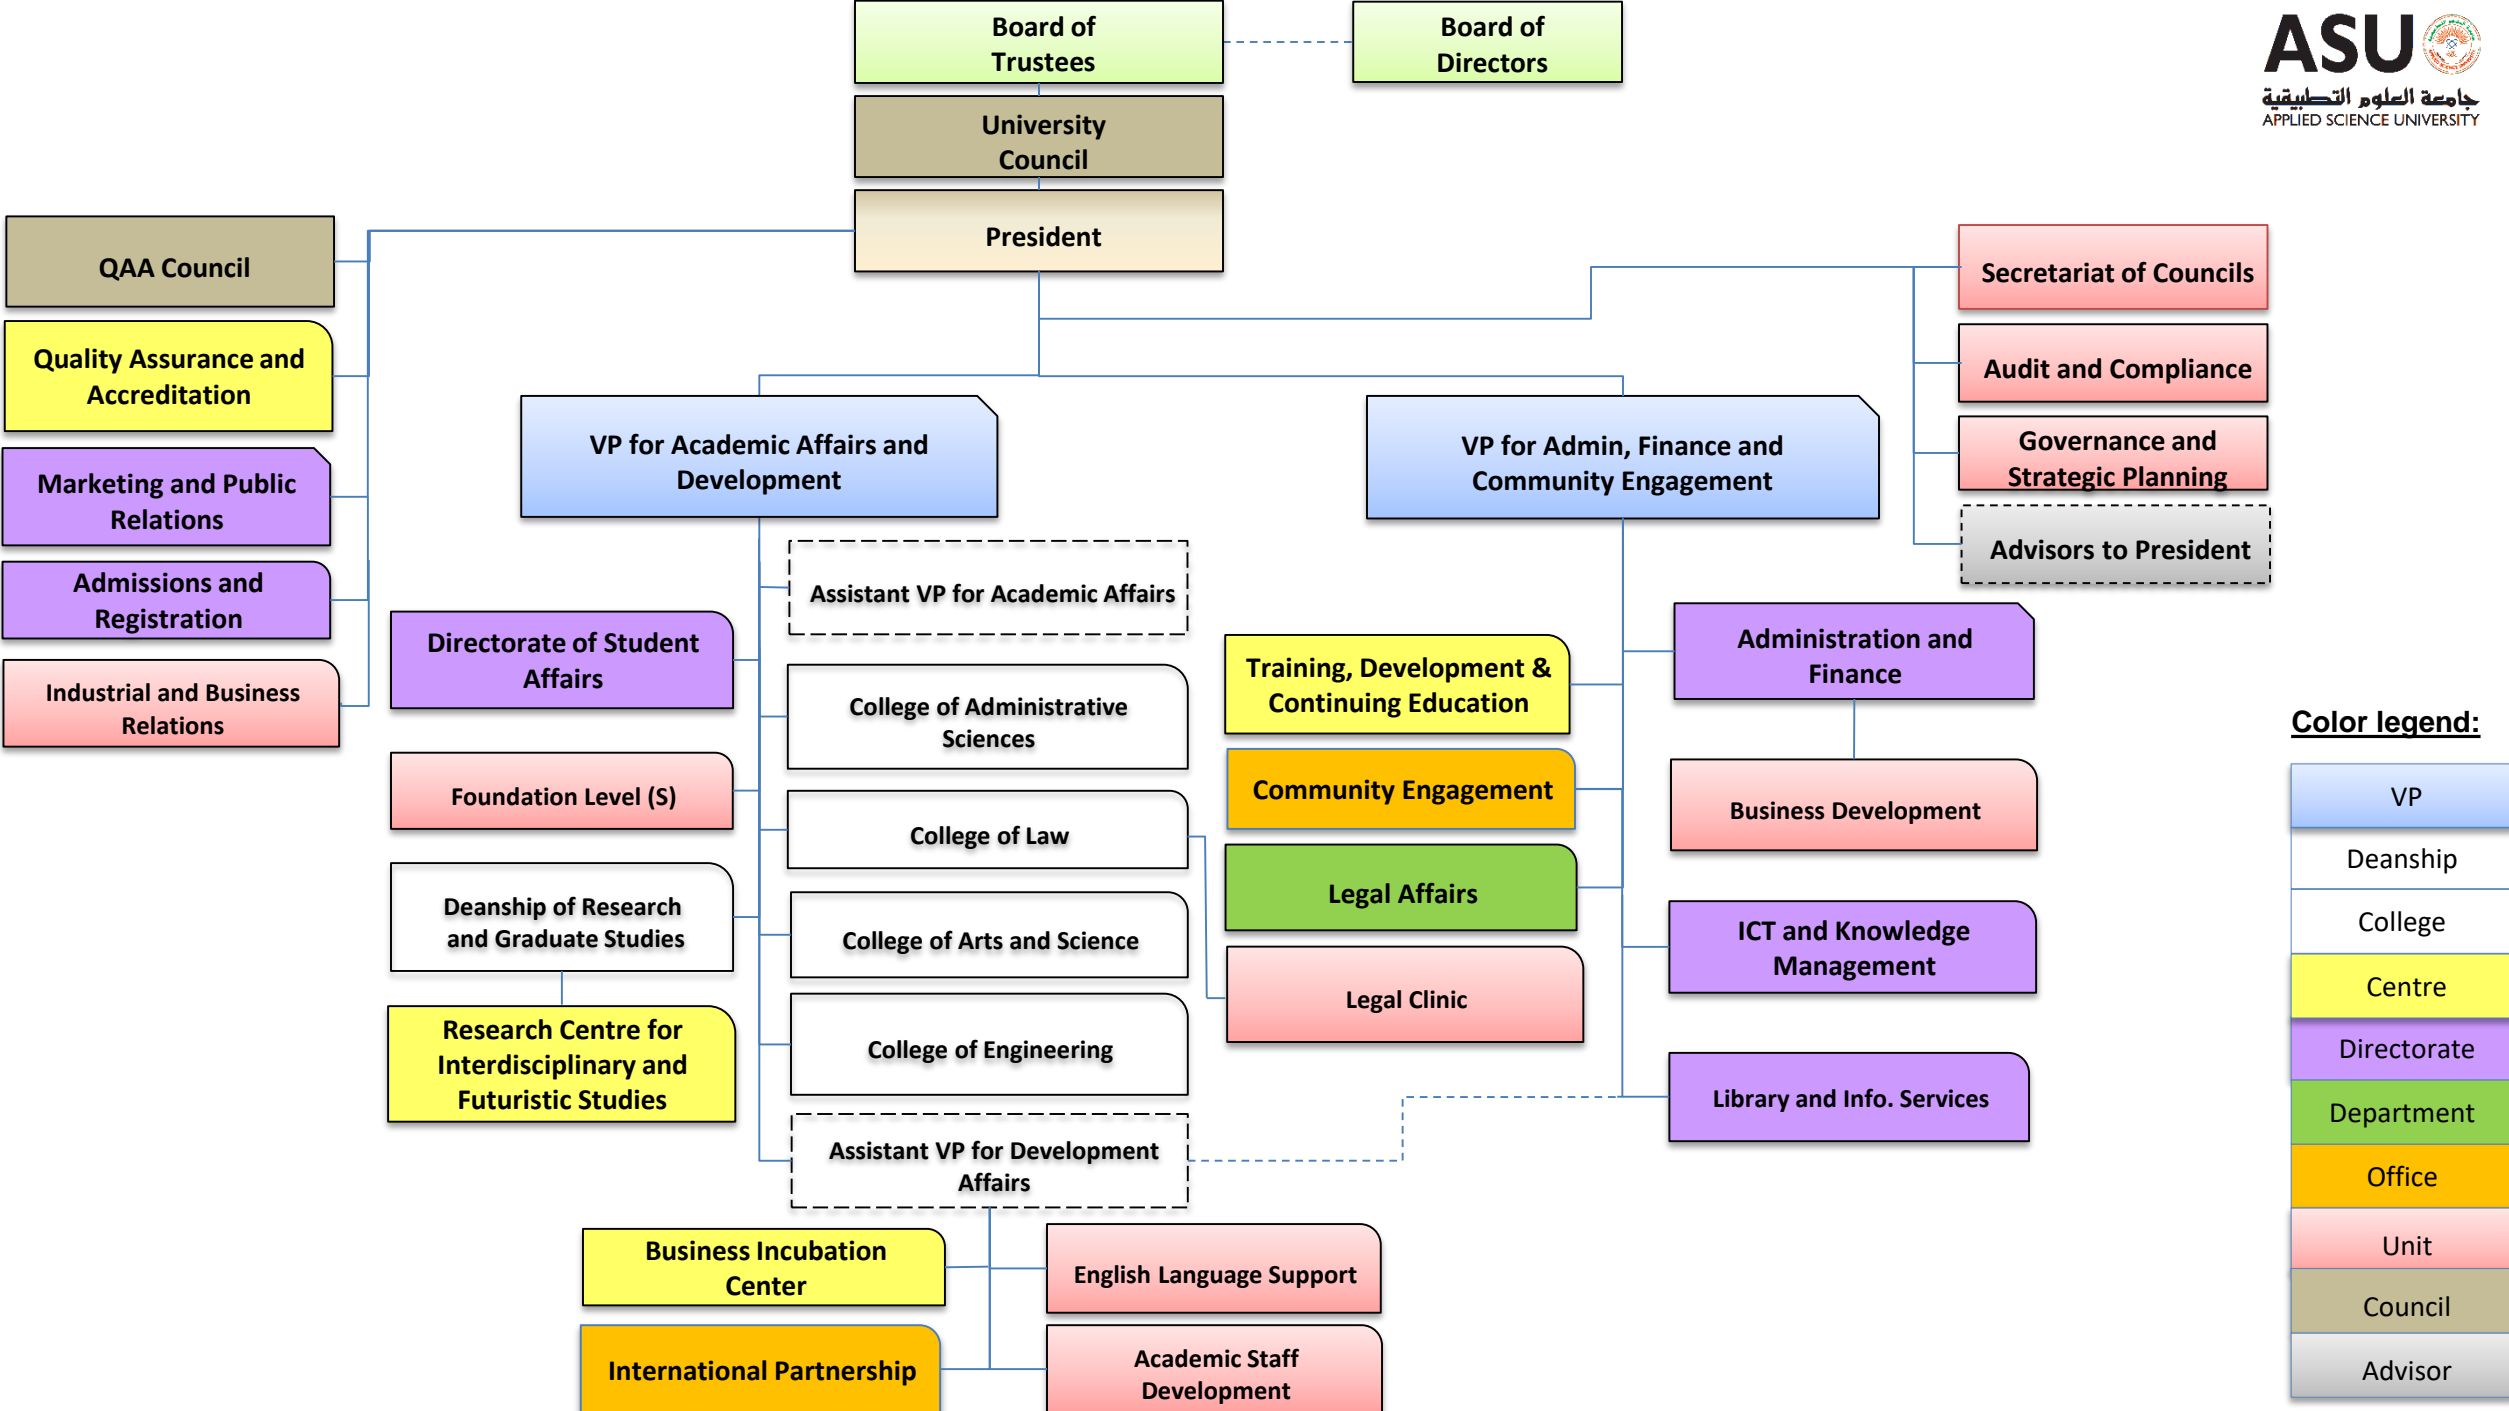 Board of
Trustees
Board of
Directors
ASU
جامعة العلوم التطبيقية
APPLIED SCIENCE UNIVERSITY
University
Council
President
QAA Council
Quality Assurance and
Accreditation
Marketing and Public
Relations
Admissions and
Registration
Industrial and Business
Relations
Secretariat of Councils
Audit and Compliance
Governance and
Strategic Planning
Advisors to President
VP for Academic Affairs and
Development
VP for Admin, Finance and
Community Engagement
Assistant VP for Academic Affairs
Directorate of Student
Affairs
College of Administrative
Sciences
Foundation Level (S)
College of Law
Deanship of Research
and Graduate Studies
College of Arts and Science
Research Centre for
Interdisciplinary and
Futuristic Studies
College of Engineering
Assistant VP for Development
Affairs
Business Incubation
Center
English Language Support
International Partnership
Academic Staff
Development
Training, Development &
Continuing Education
Community Engagement
Legal Affairs
Legal Clinic
Administration and
Finance
Business Development
ICT and Knowledge
Management
Library and Info. Services
Color legend:
VP
Deanship
College
Centre
Directorate
Department
Office
Unit
Council
Advisor